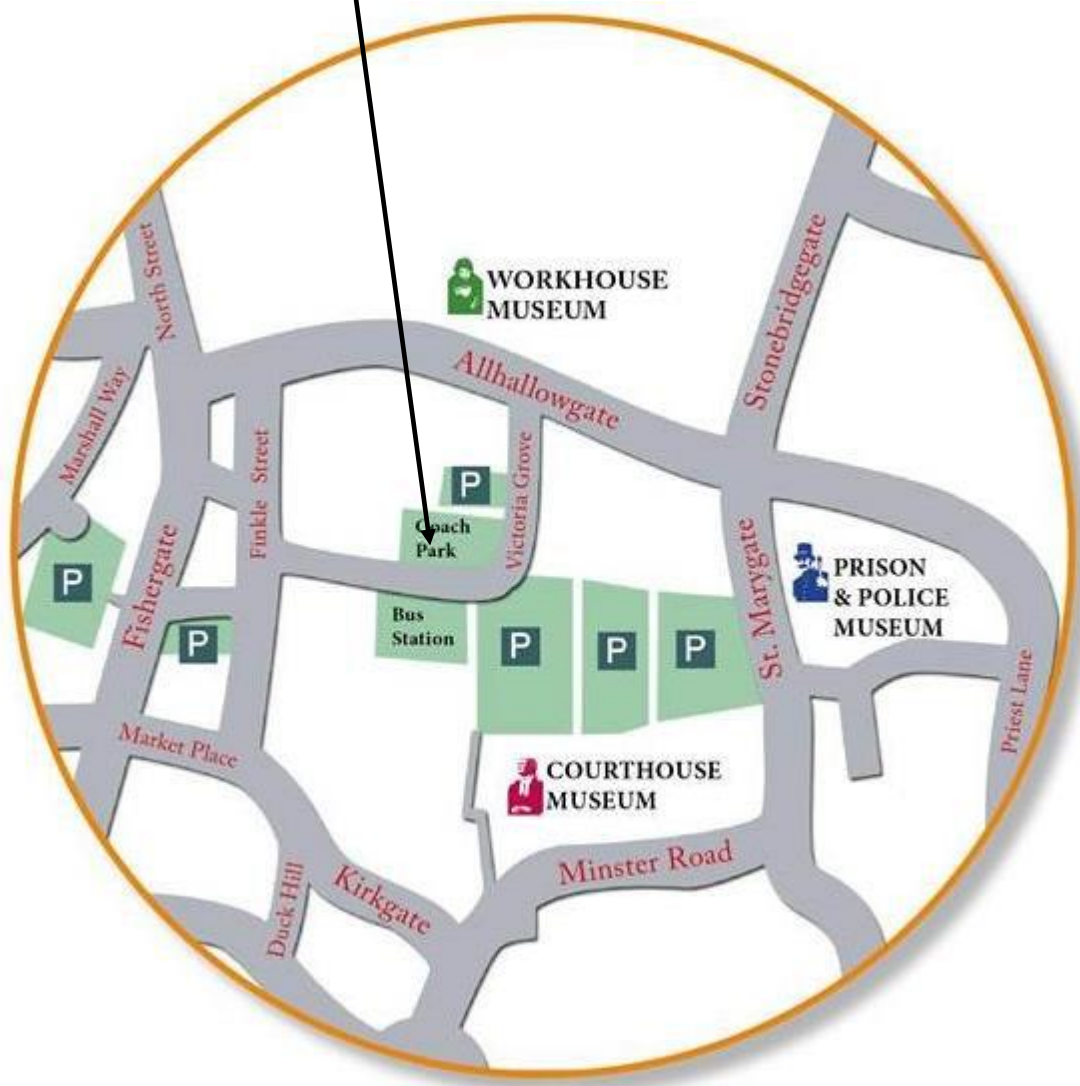 North Street
WORKHOUSE
MUSEUM
Stonebridgegate
Allhallowgate
Marshall Way
Finkle Street
Victoria Grove
P
Coach
Park
Fishergate
St. Marygate
PRISON
& POLICE
MUSEUM
P
Bus
Station
P
P
P
P
Priest Lane
Market Place
COURTHOUSE
MUSEUM
Minster Road
Kirkgate
Duck Hill